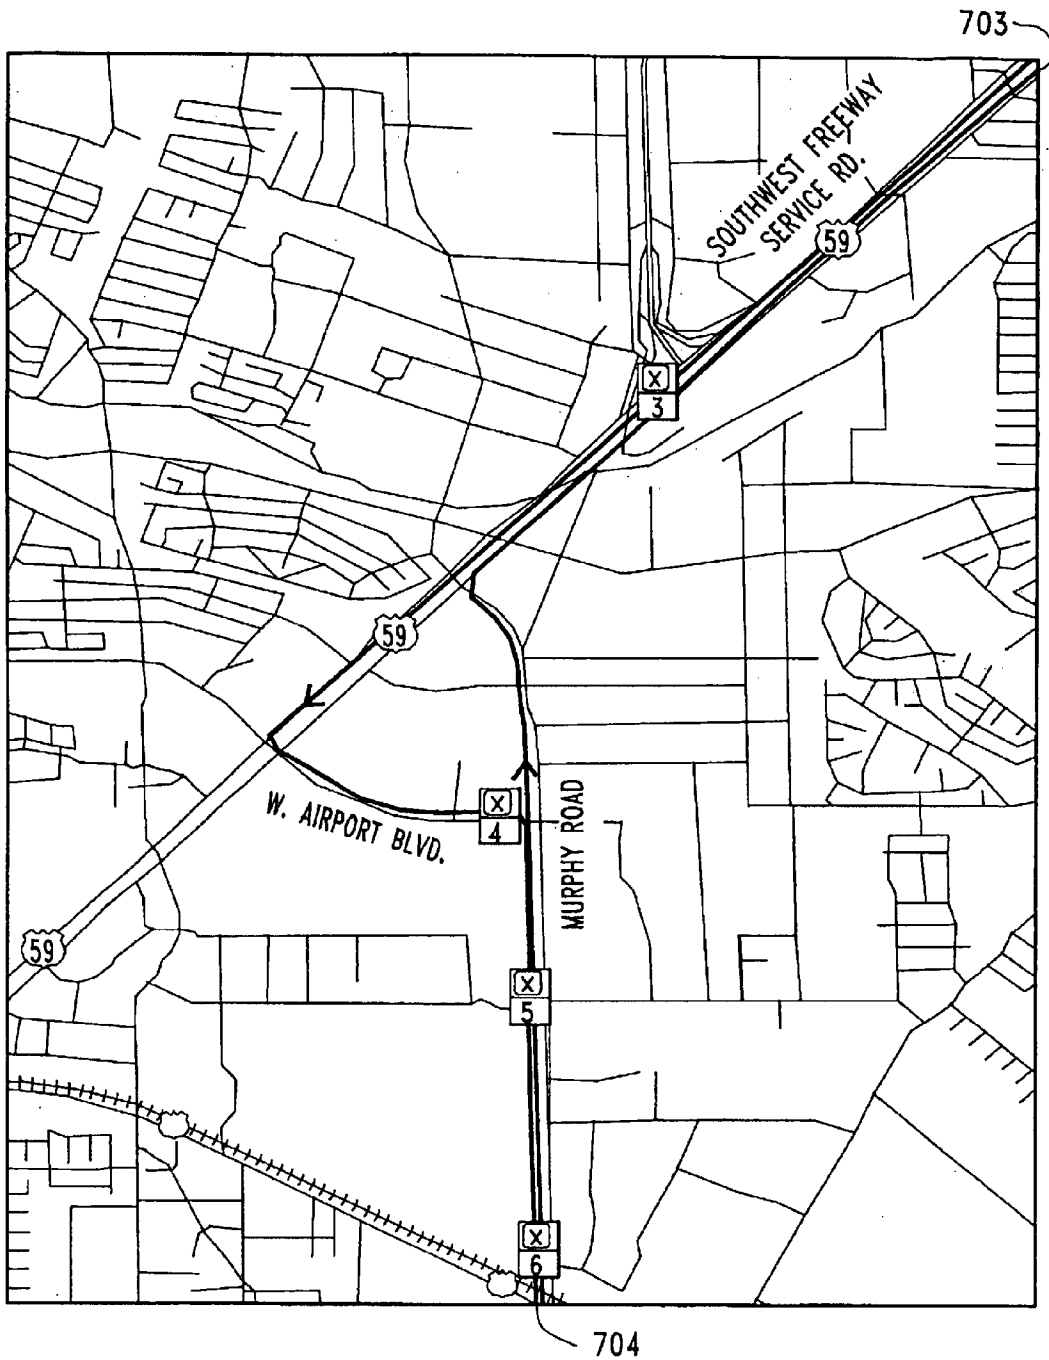 703
SOUTHWEST FREEWAY
SERVICE RD.
59
X
3
59
W. AIRPORT BLVD.
X
4
MURPHY ROAD
59
X
5
X
6
704